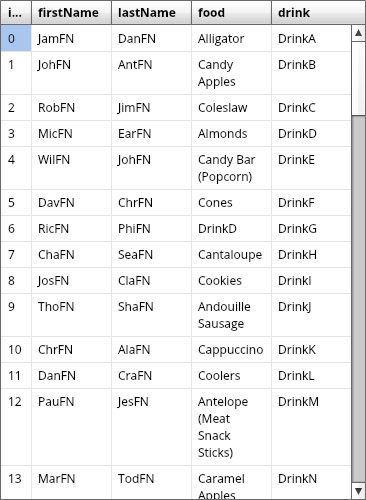 i... firstName lastName food drink
0 JamFN DanFN Alligator DrinkA
1 JohFN AntFN Candy DrinkB
Apples
2 RobFN JimFN Coleslaw DrinkC
3 MicFN EarFN Almonds DrinkD
4 WilFN JohFN Candy Bar DrinkE
(Popcorn)
5 DavFN ChrFN Cones DrinkF
6 RicFN PhiFN DrinkD DrinkG
7 ChaFN SeaFN Cantaloupe DrinkH
8 JosFN ClaFN Cookies DrinkI
9 ThoFN ShaFN Andouille DrinkJ
Sausage
10 ChrFN AlaFN Cappuccino DrinkK
11 DanFN CraFN Coolers DrinkL
12 PauFN JesFN Antelope DrinkM
(Meat
Snack
Sticks)
13 MarFN TodFN Caramel DrinkN
Apples